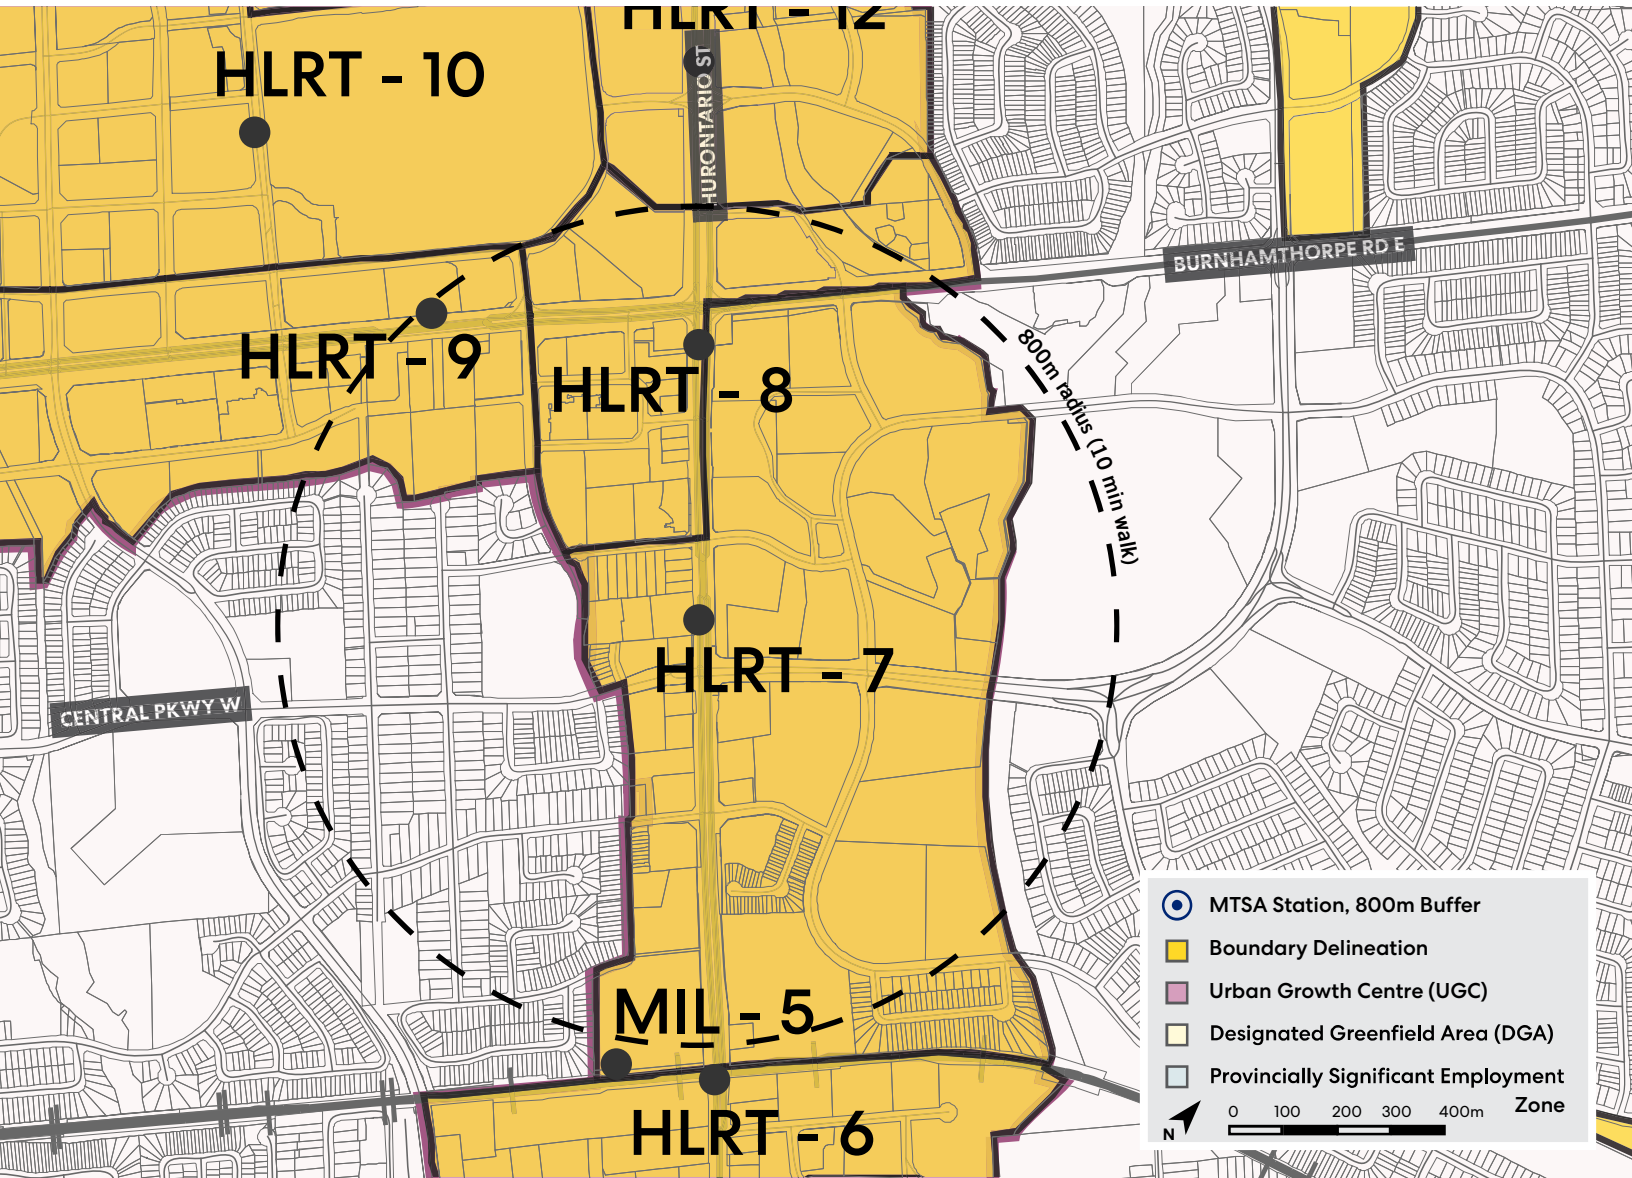 HLRT - 12
HLRT - 10
HURONTARIO ST
BURNHAMTHORPE RD E
HLRT - 9
HLRT - 8
800m radius (10 min walk)
HLRT - 7
CENTRAL PKWY W
MIL - 5
HLRT - 6
MTSA Station, 800m Buffer
Boundary Delineation
Urban Growth Centre (UGC)
Designated Greenfield Area (DGA)
Provincially Significant Employment
Zone
N
0 100 200 300 400m